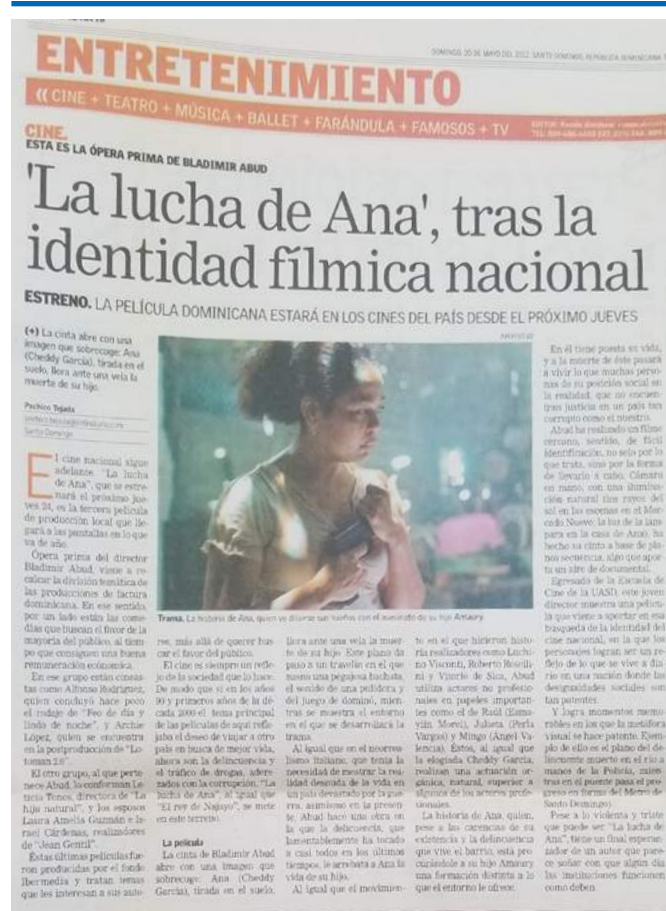 DOMINGO, 20 DE MAYO DEL 2012, SANTO DOMINGO, REPÚBLICA DOMINICANA
ENTRETENIMIENTO
‹‹ CINE + TEATRO + MÚSICA + BALLET + FARÁNDULA + FAMOSOS + TV
CINE.
ESTA ES LA ÓPERA PRIMA DE BLADIMIR ABUD
'La lucha de Ana', tras la
identidad fílmica nacional
ESTRENO. LA PELÍCULA DOMINICANA ESTARÁ EN LOS CINES DEL PAÍS DESDE EL PRÓXIMO JUEVES
(+) La cinta abre con una
imagen que sobrecoge: Ana
(Cheddy García), tirada en el
suelo, llora ante una vela la
muerte de su hijo.
Pachico Tejada
Santo Domingo
El cine nacional sigue
adelante. "La lucha
de Ana", que se estre-
nará el próximo jue-
ves 24, es la tercera película
de producción local que lle-
gará a las pantallas en lo que
va de año.
Ópera prima del director
Bladimir Abud, viene a re-
calcar la división temática de
las producciones de factura
dominicana. En ese sentido,
por un lado están las come-
dias que buscan el favor de la
mayoría del público, al tiem-
po que consiguen una buena
remuneración económica.
En ese grupo están cineas-
tas como Alfonso Rodríguez,
quien concluyó hace poco
el rodaje de "Feo de día y
lindo de noche", y Archie
López, quien se encuentra
en la postproducción de "Lo-
toman 2.0".
El otro grupo, al que perte-
nece Abud, lo conforman Le-
ticia Tonos, directora de "La
hija natural", y los esposos
Laura Amelia Guzmán e Is-
rael Cárdenas, realizadores
de "Jean Gentil".
Estas últimas películas fue-
ron producidas por el fondo
Ibermedia y tratan temas
que les interesan a sus auto-
Trama. La historia de Ana, quien ve diluirse sus sueños con el asesinato de su hijo Amaury.
res, más allá de querer bus-
car el favor del público.
El cine es siempre un refle-
jo de la sociedad que lo hace.
De modo que si en los años
90 y primeros años de la dé-
cada 2000 el tema principal
de las películas de aquí refle-
jaba el deseo de viajar a otro
país en busca de mejor vida,
ahora son la delincuencia y
el tráfico de drogas, adere-
zados con la corrupción. "La
lucha de Ana", al igual que
"El rey de Najayo", se mete
en este terreno.
La película
La cinta de Bladimir Abud
abre con una imagen que
sobrecoge: Ana (Cheddy
García), tirada en el suelo,
llora ante una vela la muer-
te de su hijo. Este plano da
paso a un travelín en el que
suena una pegajosa bachata,
el sonido de una pulidora y
del juego de dominó, mien-
tras se muestra el entorno
en el que se desarrollará la
trama.
Al igual que en el neorrea-
lismo italiano, que tenía la
necesidad de mostrar la rea-
lidad desnuda de la vida en
un país devastado por la gue-
rra, asimismo en la presen-
te, Abud hace una obra en
la que la delicuencia, que
lamentablemente ha tocado
a casi todos en los últimos
tiempos, le arrebata a Ana la
vida de su hijo.
Al igual que el movimien-
to en el que hicieron histo-
ria realizadores como Luchi-
no Visconti, Roberto Roselli-
ni y Vittorio de Sica, Abud
utiliza actores no profesio-
nales en papeles importan-
tes como el de Raúl (Esma-
ylin Morel), Julieta (Perla
Vargas) y Mingo (Ángel Va-
lencia). Éstos, al igual que
la elogiada Cheddy García,
realisan una actuación or-
gánica, natural, superior a
algunos de los actores profe-
sionales.
La historia de Ana, quien,
pese a las carencias de su
existencia y la delincuencia
que vive el barrio, está pro-
curándole a su hijo Amaury
una formación distinta a lo
que el entorno le ofrece.
En él tiene puesta su vida,
y a la muerte de éste pasará
a vivir lo que muchas perso-
nas de su posición social en
la realidad, que no encuen-
tran justicia en un país tan
corrupto como el nuestro.
Abud ha realizado un filme
cercano, sentido, de fácil
identificación, no solo por lo
que trata, sino por la forma
de llevarlo a cabo. Cámara
en mano, con una ilumina-
ción natural (los rayos del
sol en las escenas en el Mer-
cado Nuevo; la luz de la lam-
para en la casa de Ana), ha
hecho su cinta a base de pla-
nos secuencia, algo que apor-
ta un aire de documental.
Egresado de la Escuela de
Cine de la UASD, este joven
director muestra una pelícu-
la que viene a aportar en esa
búsqueda de la identidad del
cine nacional, en la que los
personajes logran ser un re-
flejo de lo que se vive a dia-
rio en una nación donde las
desigualdades sociales son
tan patentes.
Y logra momentos memo-
rables en los que la metáfora
visual se hace patente. Ejem-
plo de ello es el plano del de-
lincuente muerto en el río a
manos de la Policía, mien-
tras en el puente pasa el pro-
greso en forma del Metro de
Santo Domingo).
Pese a lo violenta y triste
que puede ser "La lucha de
Ana", tiene un final esperan-
zador de un autor que pare-
ce soñar con que algún día
las instituciones funcionen
como deben.